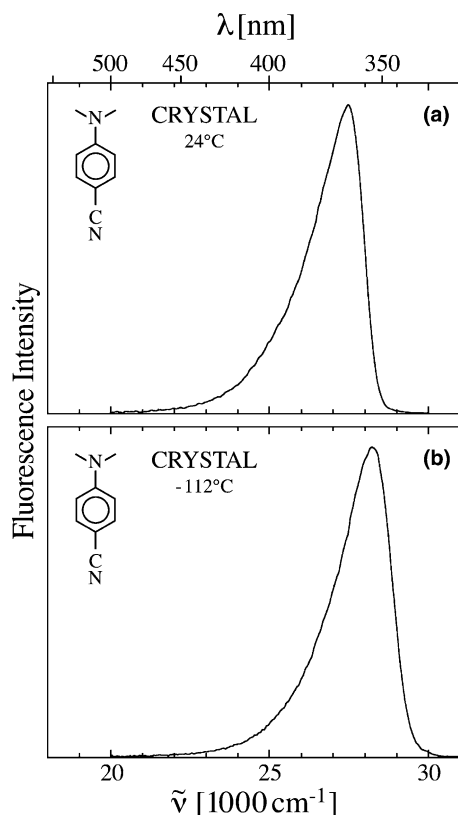 λ [nm]
500 450 400 350
N
CRYSTAL
24°C
(a)
C
N
Fluorescence Intensity
N
CRYSTAL
-112°C
(b)
C
N
20 25 30
ν̃ [1000 cm⁻¹]